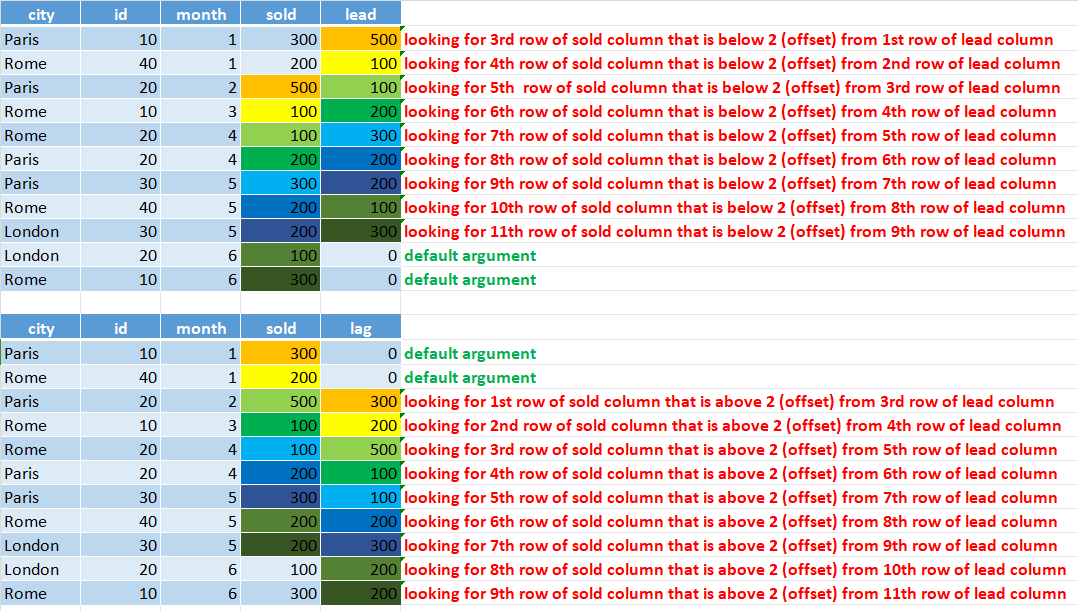 city id month sold lead
Paris 10 1 300 500 looking for 3rd row of sold column that is below 2 (offset) from 1st row of lead column
Rome 40 1 200 100 looking for 4th row of sold column that is below 2 (offset) from 2nd row of lead column
Paris 20 2 500 100 looking for 5th row of sold column that is below 2 (offset) from 3rd row of lead column
Rome 10 3 100 200 looking for 6th row of sold column that is below 2 (offset) from 4th row of lead column
Rome 20 4 100 300 looking for 7th row of sold column that is below 2 (offset) from 5th row of lead column
Paris 20 4 200 200 looking for 8th row of sold column that is below 2 (offset) from 6th row of lead column
Paris 30 5 300 200 looking for 9th row of sold column that is below 2 (offset) from 7th row of lead column
Rome 40 5 200 100 looking for 10th row of sold column that is below 2 (offset) from 8th row of lead column
London 30 5 200 300 looking for 11th row of sold column that is below 2 (offset) from 9th row of lead column
London 20 6 100 0 default argument
Rome 10 6 300 0 default argument
city id month sold lag
Paris 10 1 300 0 default argument
Rome 40 1 200 0 default argument
Paris 20 2 500 300 looking for 1st row of sold column that is above 2 (offset) from 3rd row of lead column
Rome 10 3 100 200 looking for 2nd row of sold column that is above 2 (offset) from 4th row of lead column
Rome 20 4 100 500 looking for 3rd row of sold column that is above 2 (offset) from 5th row of lead column
Paris 20 4 200 100 looking for 4th row of sold column that is above 2 (offset) from 6th row of lead column
Paris 30 5 300 100 looking for 5th row of sold column that is above 2 (offset) from 7th row of lead column
Rome 40 5 200 200 looking for 6th row of sold column that is above 2 (offset) from 8th row of lead column
London 30 5 200 300 looking for 7th row of sold column that is above 2 (offset) from 9th row of lead column
London 20 6 100 200 looking for 8th row of sold column that is above 2 (offset) from 10th row of lead column
Rome 10 6 300 200 looking for 9th row of sold column that is above 2 (offset) from 11th row of lead column